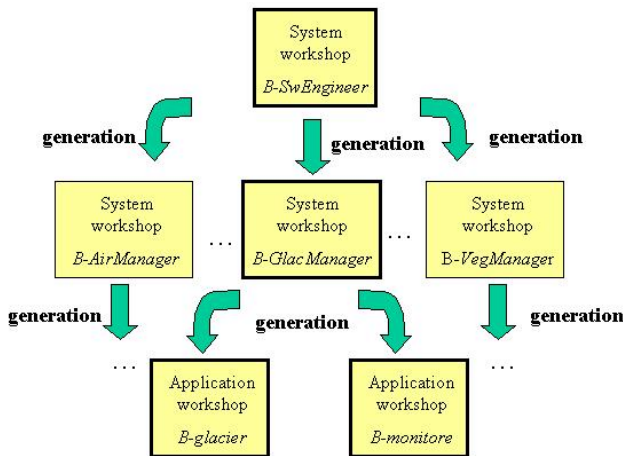 System
workshop
B-SwEngineer
generation
generation
generation
System
workshop
B-AirManager
...
System
workshop
B-GlacManager
...
System
workshop
B-VegManager
generation
generation
generation
...
Application
workshop
B-glacier
Application
workshop
B-monitore
...